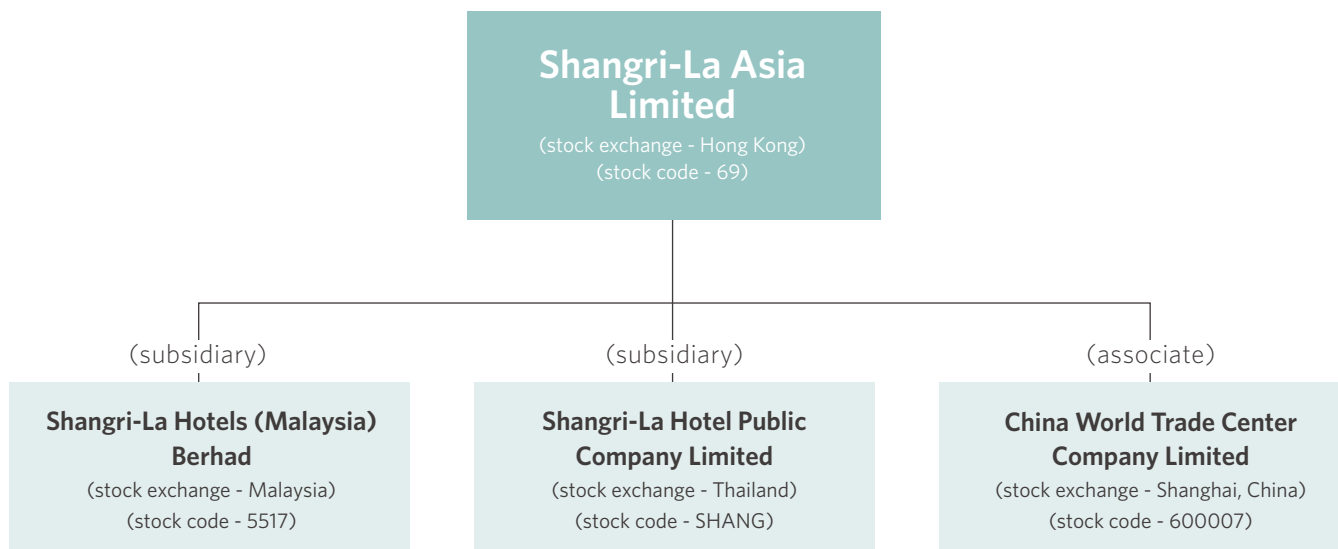 Shangri-La Asia
Limited
(stock exchange - Hong Kong)
(stock code - 69)
(subsidiary)
(subsidiary)
(associate)
Shangri-La Hotels (Malaysia)
Berhad
(stock exchange - Malaysia)
(stock code - 5517)
Shangri-La Hotel Public
Company Limited
(stock exchange - Thailand)
(stock code - SHANG)
China World Trade Center
Company Limited
(stock exchange - Shanghai, China)
(stock code - 600007)